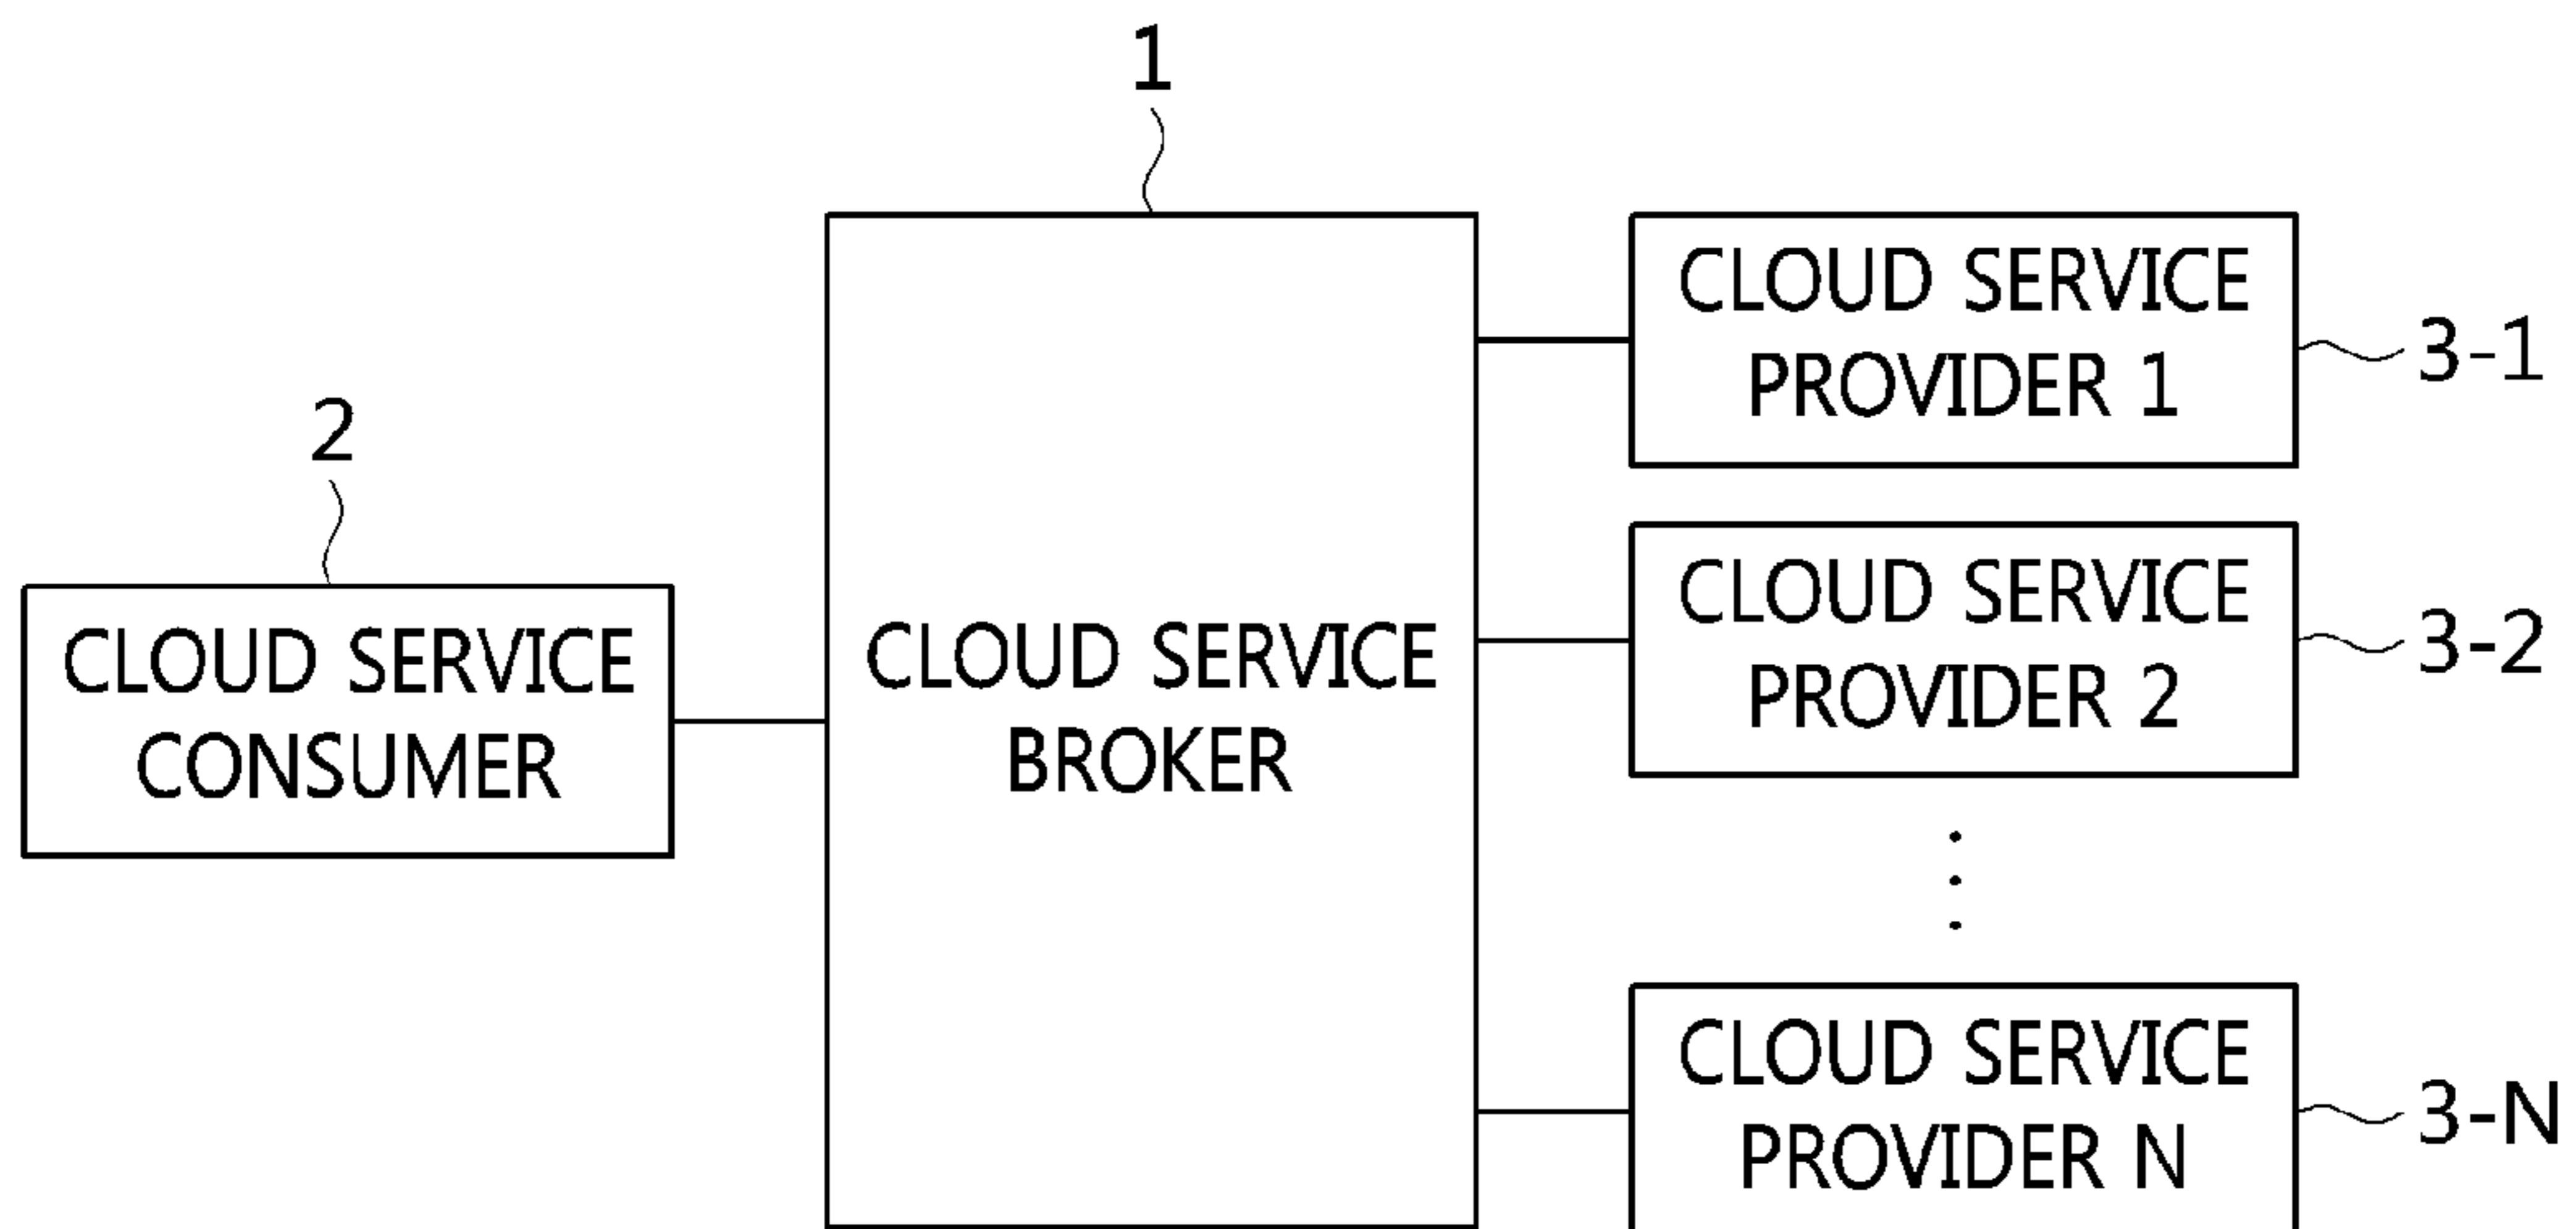 1
CLOUD SERVICE
PROVIDER 1
3-1
2
CLOUD SERVICE
CONSUMER
CLOUD SERVICE
BROKER
CLOUD SERVICE
PROVIDER 2
3-2
CLOUD SERVICE
PROVIDER N
3-N